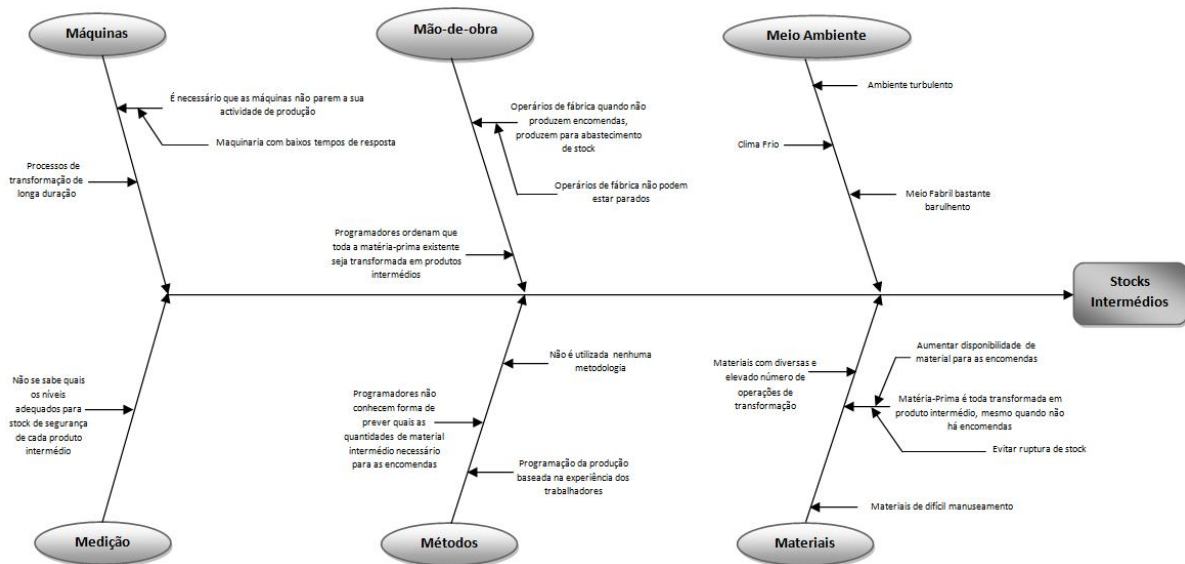 Máquinas
Mão-de-obra
Meio Ambiente
É necessário que as máquinas não parem a sua
actividade de produção
Maquinaria com baixos tempos de resposta
Processos de
transformação de
longa duração
Operários de fábrica quando não
produzem encomendas,
produzem para abastecimento
de stock
Operários de fábrica não podem
estar parados
Programadores ordenam que
toda a matéria-prima existente
seja transformada em produtos
intermédios
Ambiente turbulento
Clima Frio
Meio Fabril bastante
barulhento
Stocks
Intermédios
Não se sabe quais
os níveis
adequados para
stock de segurança
de cada produto
intermédio
Não é utilizada nenhuma
metodologia
Programadores não
conhecem forma de
prever quais as
quantidades de material
intermédio necessário
para as encomendas
Programação da produção
baseada na experiência dos
trabalhadores
Materiais com diversas e
elevado número de
operações de
transformação
Aumentar disponibilidade de
material para as encomendas
Matéria-Prima é toda transformada em
produto intermédio, mesmo quando não
há encomendas
Evitar ruptura de stock
Materiais de difícil manuseamento
Medição
Métodos
Materiais